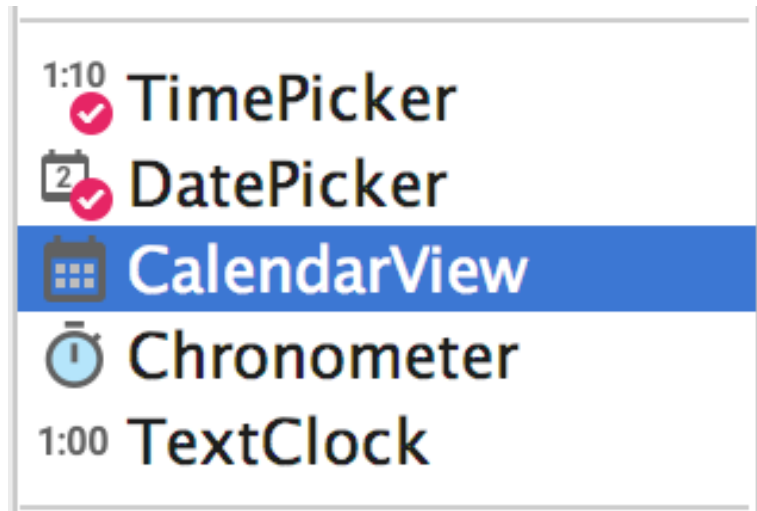 1:10 TimePicker
2 DatePicker
CalendarView
Chronometer
1:00 TextClock